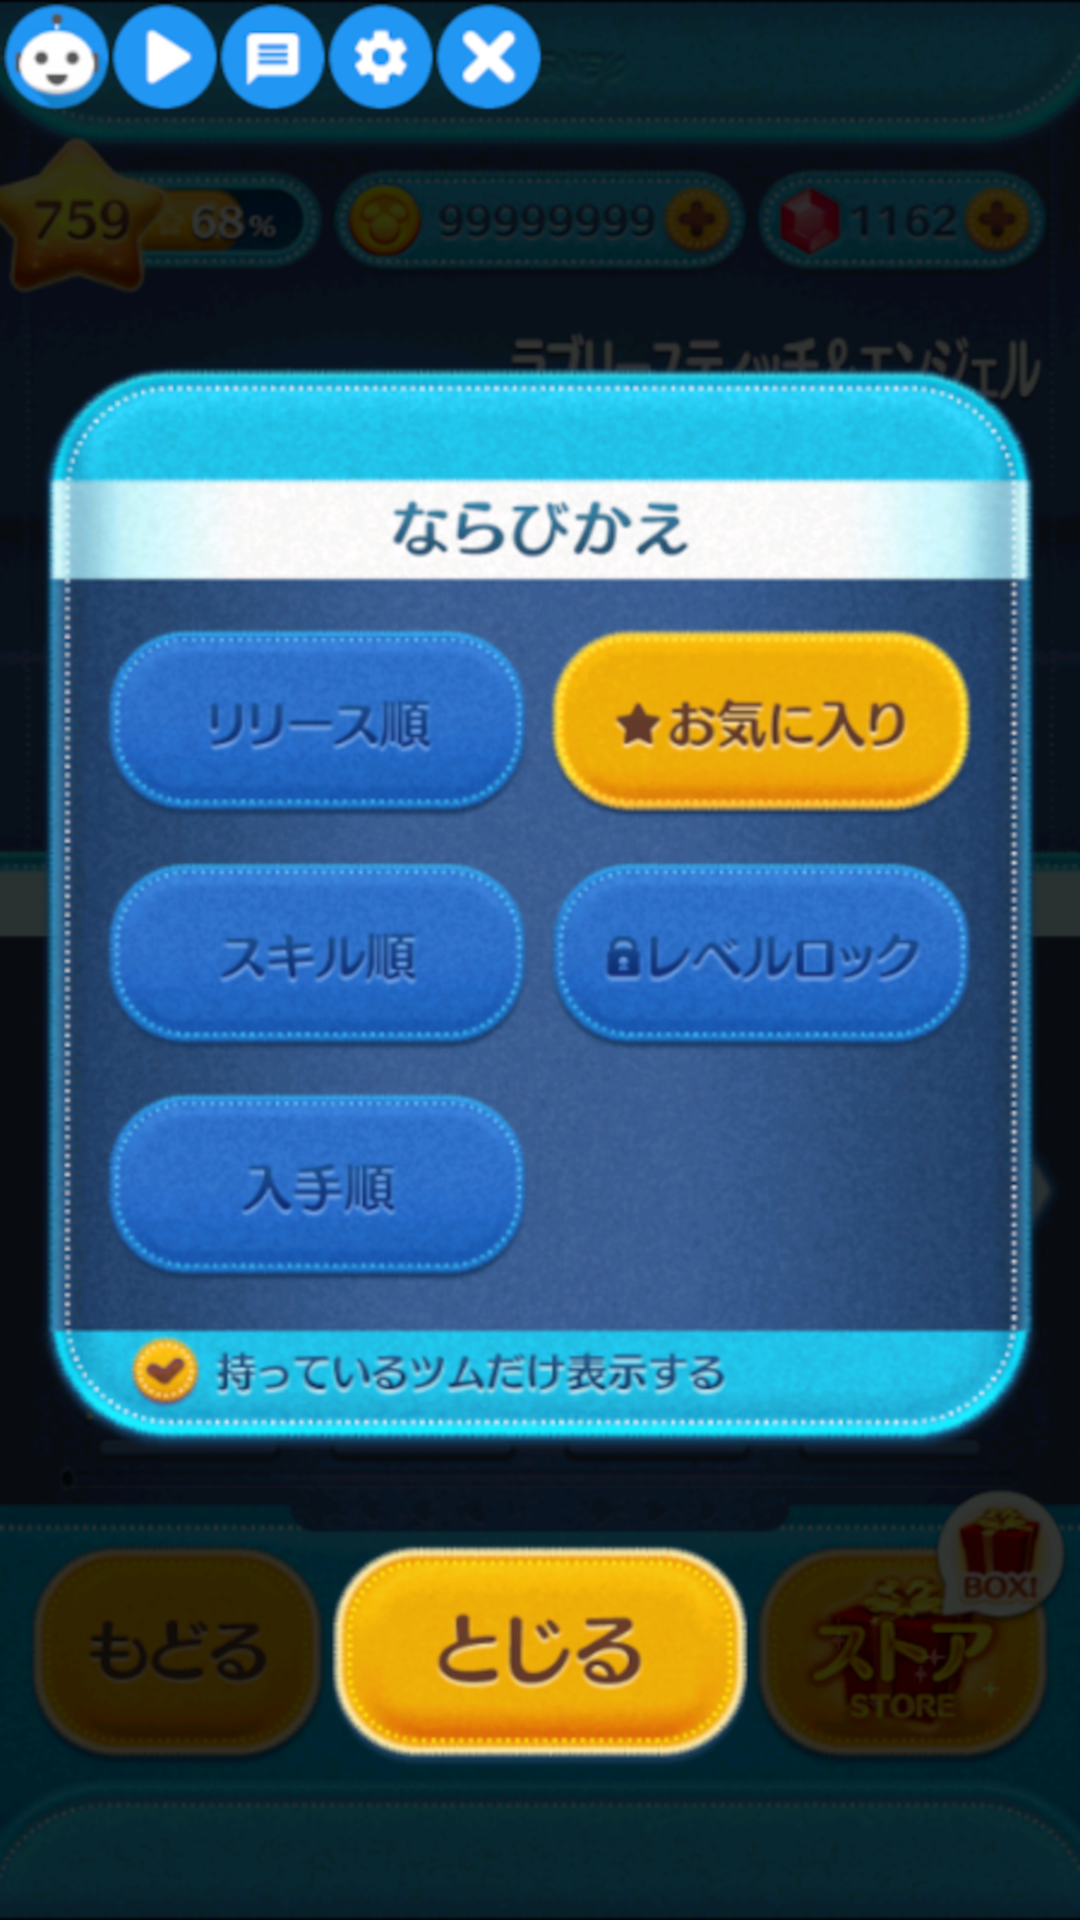 759
68%
99999999
1162
ラブリースティッチ&エンジェル
ならびかえ
リリース順
★お気に入り
スキル順
レベルロック
入手順
持っているツムだけ表示する
もどる
とじる
BOX!
ストア
STORE